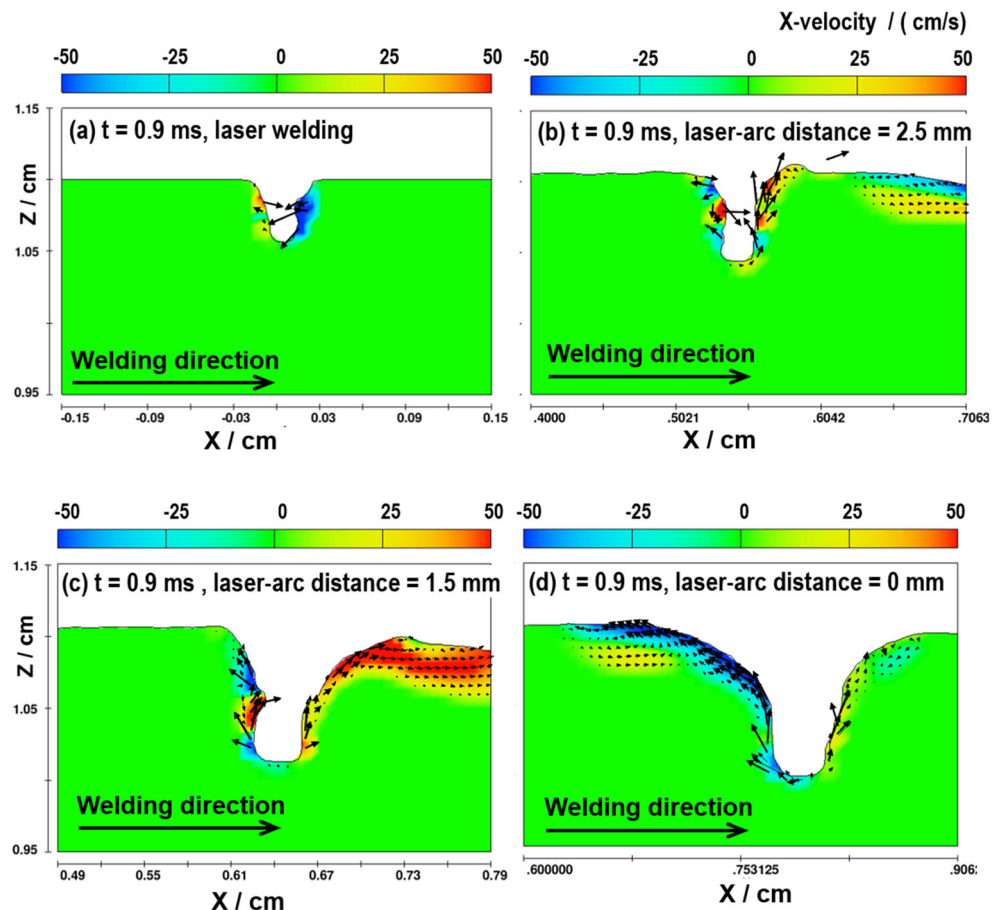 X-velocity / ( cm/s)
-50 -25 0 25 50
-50 -25 0 25 50
1.15
(a) t = 0.9 ms, laser welding
(b) t = 0.9 ms, laser-arc distance = 2.5 mm
Z / cm
1.05
Welding direction
Welding direction
0.95
-0.15 -0.09 -0.03 0.03 0.09 0.15
.4000 .5021 .6042 .7063
X / cm
X / cm
-50 -25 0 25 50
-50 -25 0 25 50
1.15
(c) t = 0.9 ms , laser-arc distance = 1.5 mm
(d) t = 0.9 ms, laser-arc distance = 0 mm
Z / cm
1.05
Welding direction
Welding direction
0.95
0.49 0.55 0.61 0.67 0.73 0.79
.600000 .753125 .9062
X / cm
X / cm